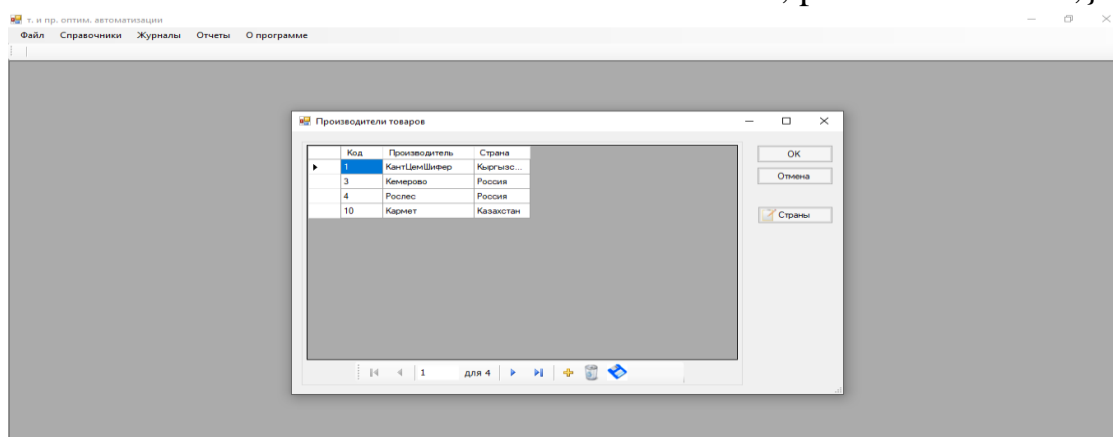 т. и пр. оптим. автоматизации
Файл Справочники Журналы Отчеты О программе
Производители товаров
Код Производитель Страна
1 КантЦемШифер Кыргызс...
3 Кемерово Россия
4 Рослес Россия
10 Кармет Казахстан
OK
Отмена
Страны
1 для 4